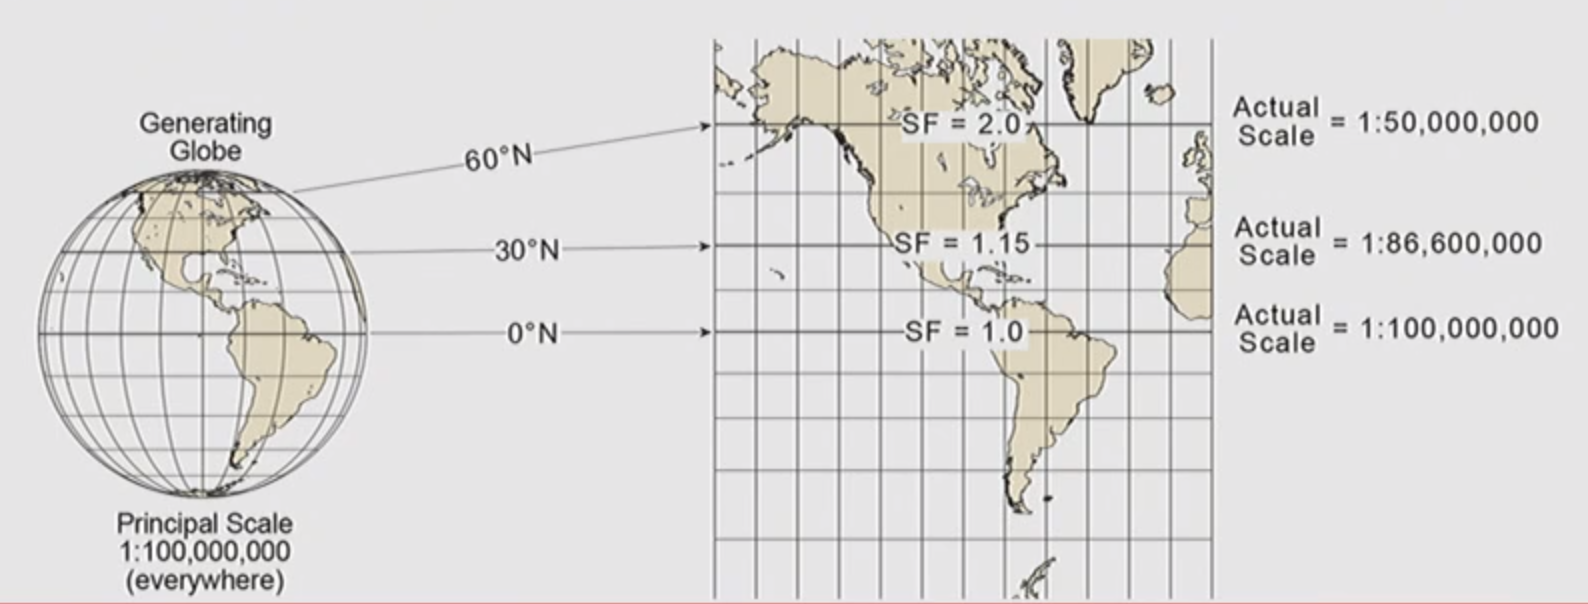 Generating
Globe
60°N
30°N
0°N
Principal Scale
1:100,000,000
(everywhere)
SF = 2.0
SF = 1.15
SF = 1.0
Actual
Scale = 1:50,000,000
Actual
Scale = 1:86,600,000
Actual
Scale = 1:100,000,000